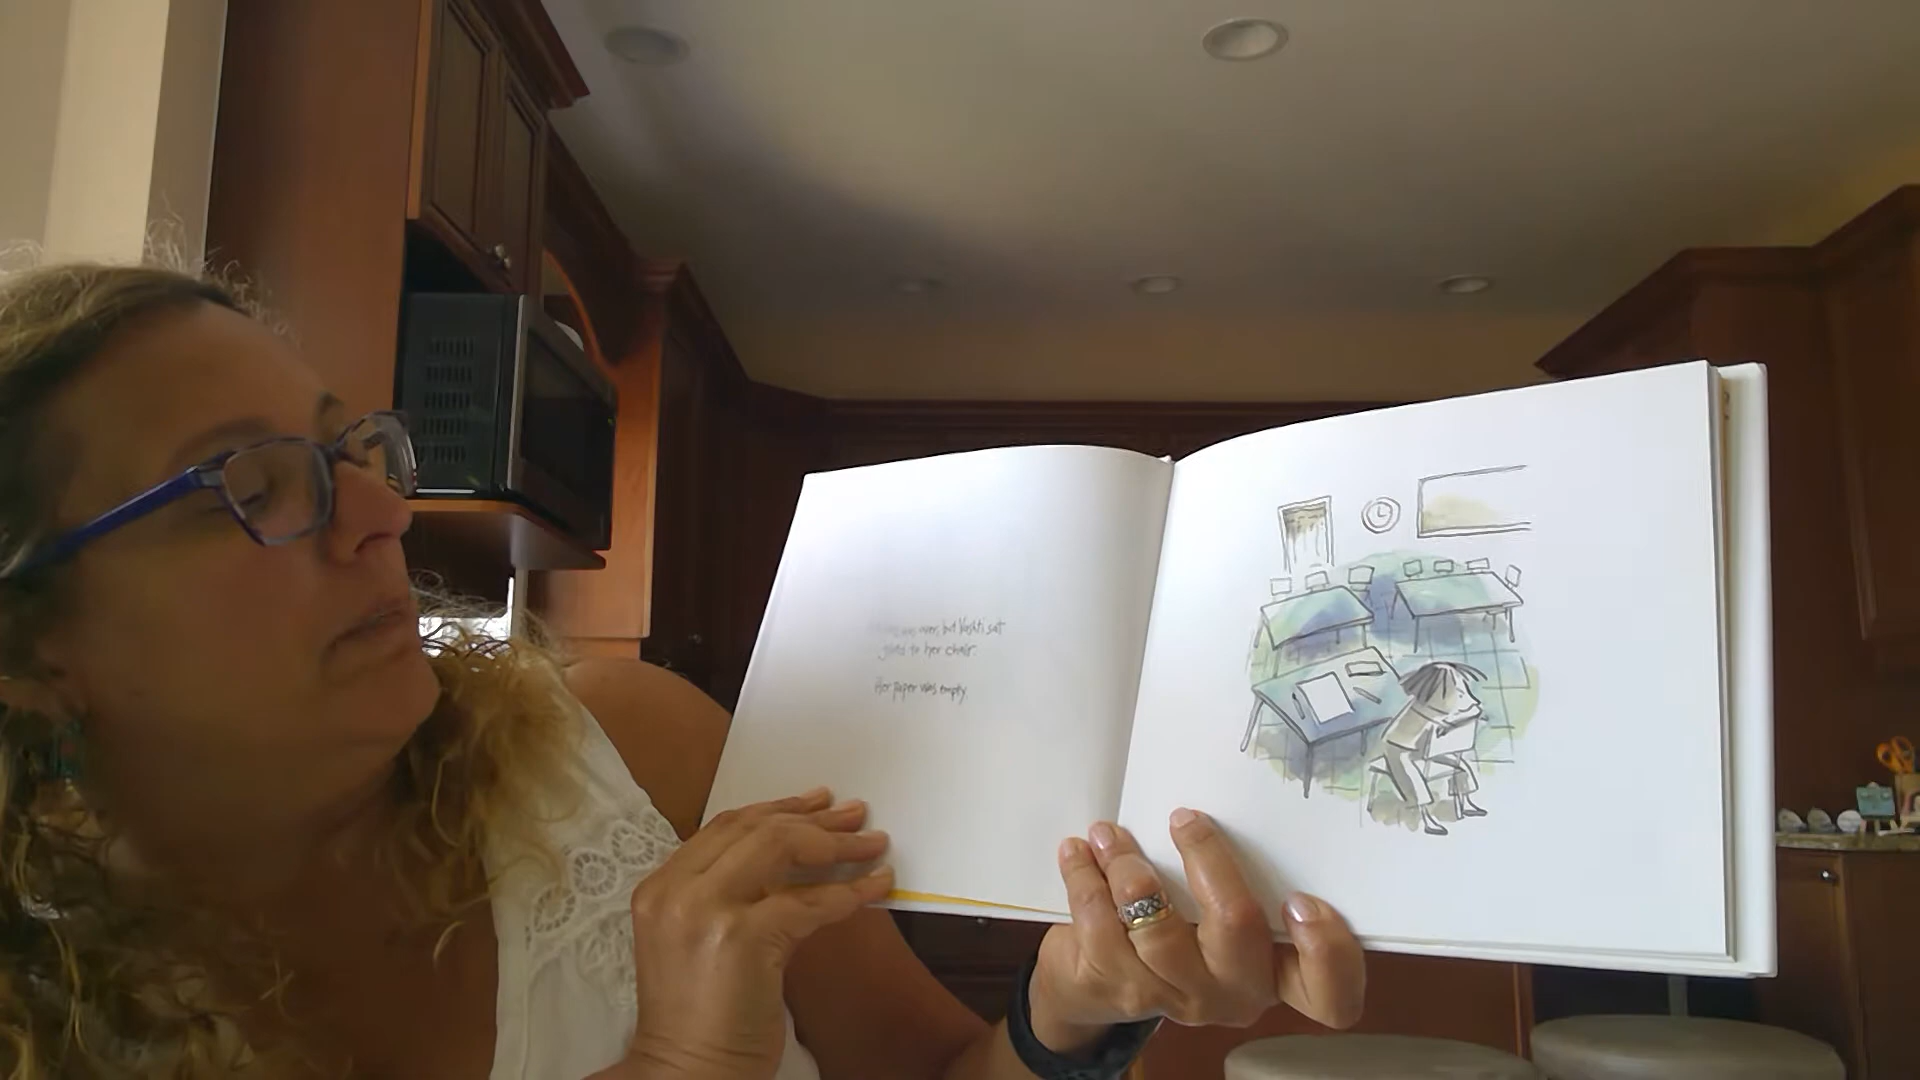 was over, but Vashti sat
glued to her chair.
Her paper was empty.